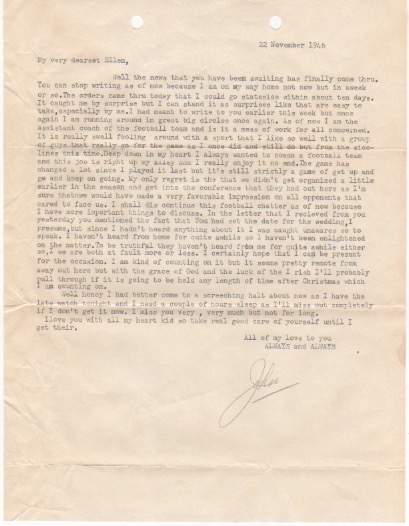 22 November 1945
My very dearest Ellen,
Well the news that you have been awaiting has finally come thru.
You can stop writing as of now because I am on my way home not now but in aweek
or so.The orders came thru today that I could go stateside within about ten days.
It caught me by surprise but I can stand it as surprises like that are easy to
take,especially by me.I had meant to write to you earlier this week but once
again I am running around in great big circles once again. As of now I am the
assistant coach of the football team and is it a mess of work for all concerned.
It is really swell fooling around with a sport that I like so well with a group
of guys that really go for the game as I once did and still do but from the side-
lines this time.Deep down in my heart I always wanted to coach a football team
and this joe is right up my alley and I really enjoy it no end.The game has
changed a lot since I played it last but it's still strictly a game of get up and
go and keep on going. My only regret is the that we didn't get organized a little
earlier in the season and get into the conference that they had out here as I'm
sure thatwe would have made a very favorable impression on all opponents that
cared to face us. I shall dis continue this football chatter as of now because
I have more important things to discuss. In the letter that I recieved from you
yesterday you mentioned the fact that Tom had set the date for the wedding,I
presume,but since I hadn't heard anything about it I was caught unawares so to
speak. I haven't heard from home for quite awhile so I haven't been enlightened
on the matter.To be truthful they haven't heard from me for quite awhile either
so, we are both at fault more or less. I certainly hope that I can be present
for the occasion. I am kind of counting on it but it seems pretty remote from
away out here but with the grace of God and the luck of the I rish I'll probably
pull through if it is going to be held any length of time after Christmas which
I am counting on.
Well honey I had better come to a screeching halt about now as I have the
late watch tonight and I need a couple of hours sleep as I'll miss out completely
if I don't get it now. I miss you very , very much but not for long.
I love you with all my heart kid so take real good care of yourself until I
get their.
All of my love to you
ALWAYS and ALWAYS